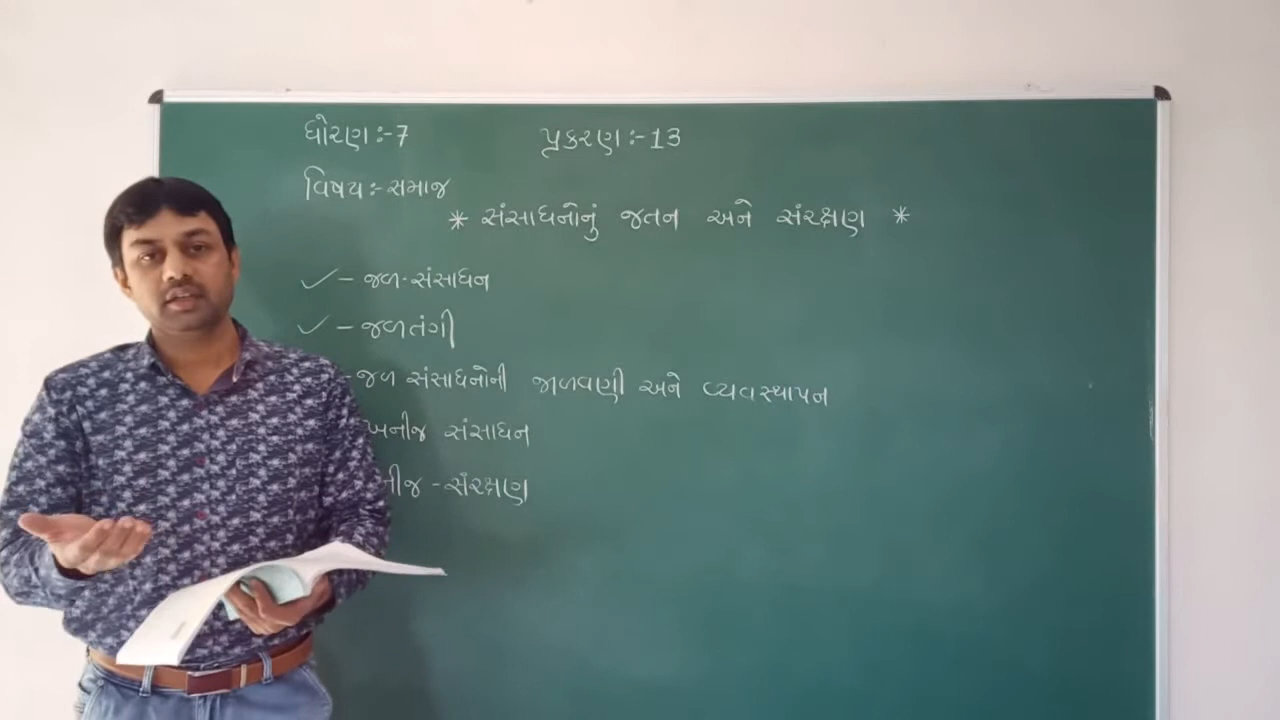 ધોરણ :- 7
પ્રકરણ :- 13
વિષય :- સમાજ
* સંસાધનોનું જતન અને સંરક્ષણ *
✓ - જળ-સંસાધન
✓ - જળતંગી
- જળ સંસાધનોની જાળવણી અને વ્યવસ્થાપન
ખનીજ સંસાધન
નીજ - સંરક્ષણ